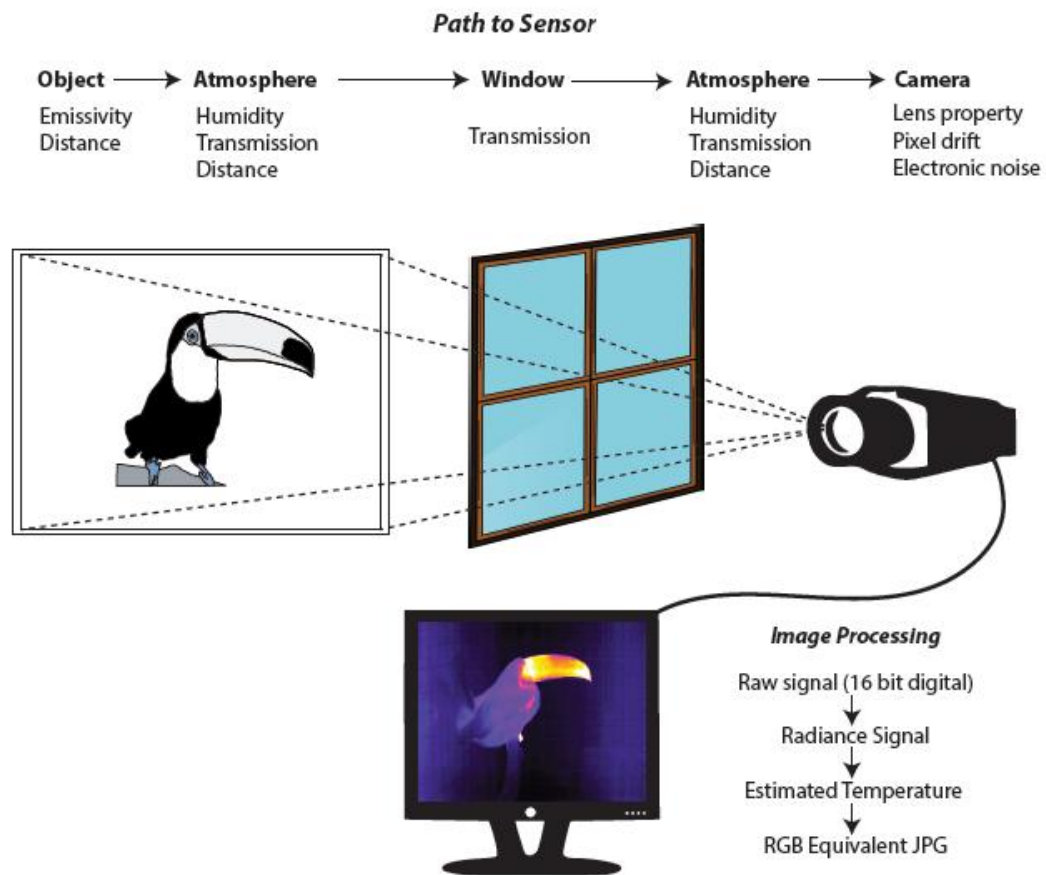 Path to Sensor
Object Atmosphere Window Atmosphere Camera
Emissivity
Distance
Humidity
Transmission
Distance
Transmission
Humidity
Transmission
Distance
Lens property
Pixel drift
Electronic noise
Image Processing
Raw signal (16 bit digital)
Radiance Signal
Estimated Temperature
RGB Equivalent JPG